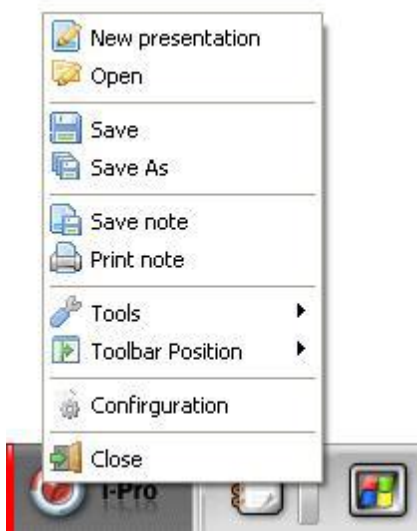 New presentation
Open
Save
Save As
Save note
Print note
Tools
Toolbar Position
Confirguration
Close
I-Pro